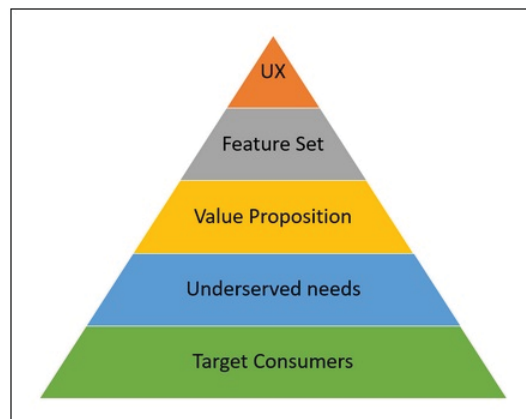 UX
Feature Set
Value Proposition
Underserved needs
Target Consumers